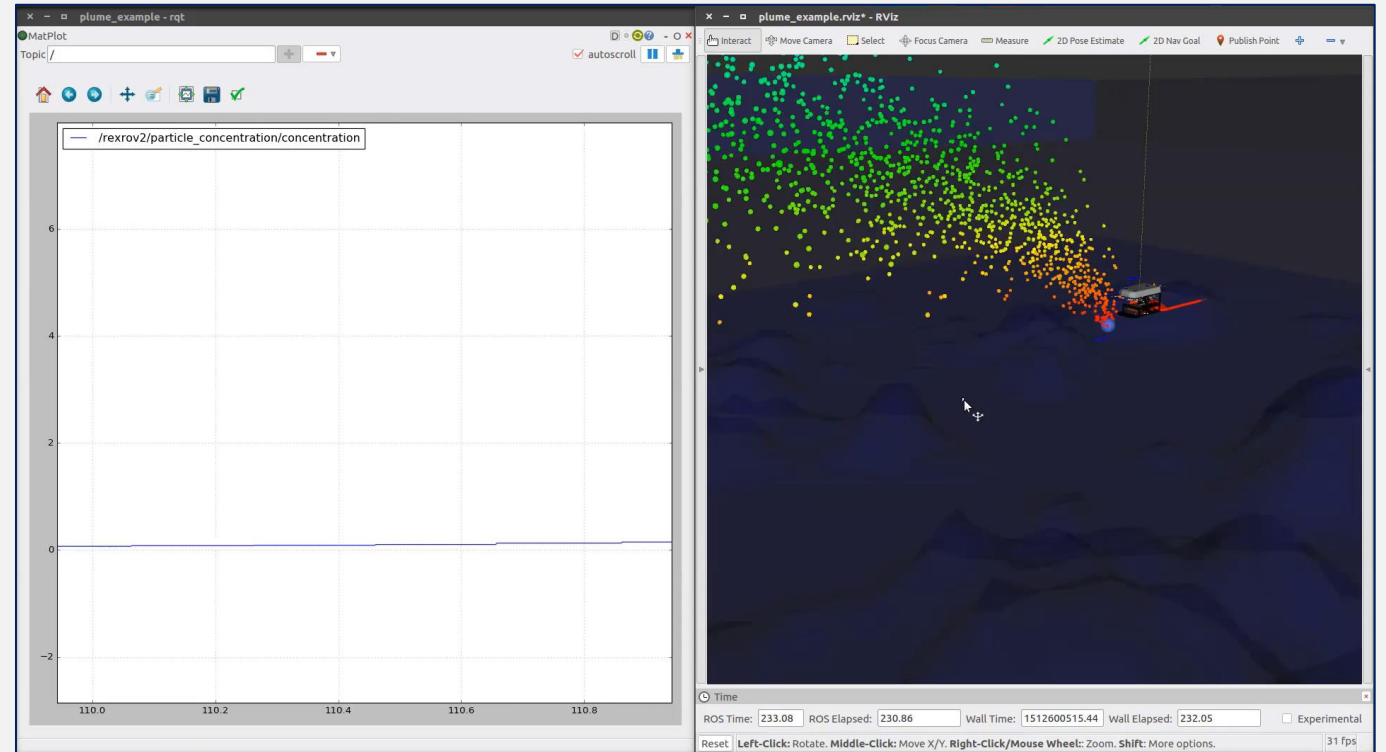 plume_example - rqt
MatPlot
D
Topic /
autoscroll
/rexrov2/particle_concentration/concentration
6
4
2
0
−2
110.0 110.2 110.4 110.6 110.8
plume_example.rviz* - RViz
Interact Move Camera Select Focus Camera Measure 2D Pose Estimate 2D Nav Goal Publish Point
Time
ROS Time: 233.08 ROS Elapsed: 230.86 Wall Time: 1512600515.44 Wall Elapsed: 232.05 Experimental
Reset Left-Click: Rotate. Middle-Click: Move X/Y. Right-Click/Mouse Wheel:: Zoom. Shift: More options. 31 fps